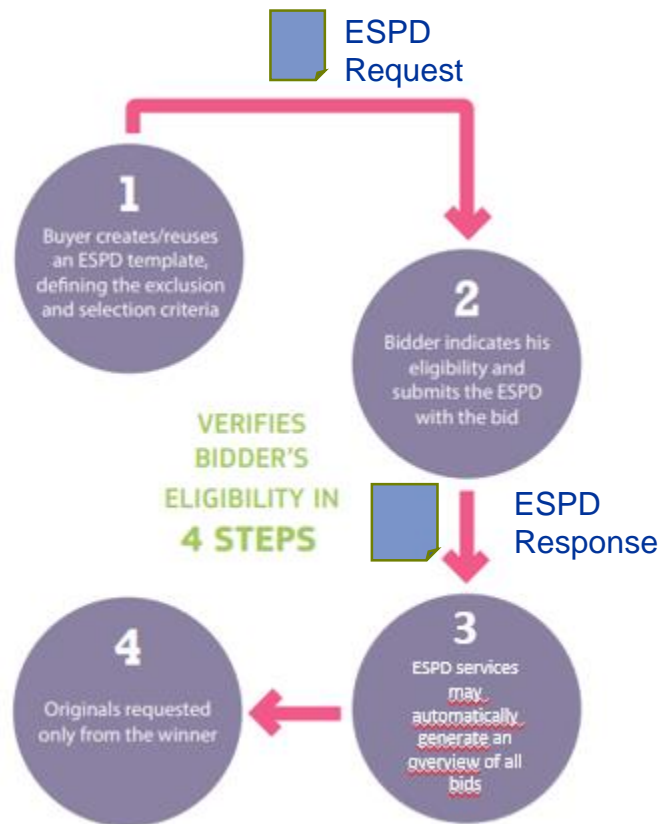 ESPD
Request
1
Buyer creates/reuses
an ESPD template,
defining the exclusion
and selection criteria
2
Bidder indicates his
eligibility and
submits the ESPD
with the bid
VERIFIES
BIDDER'S
ELIGIBILITY IN
4 STEPS
ESPD
Response
3
ESPD services
may
automatically
generate an
overview of all
bids
4
Originals requested
only from the winner